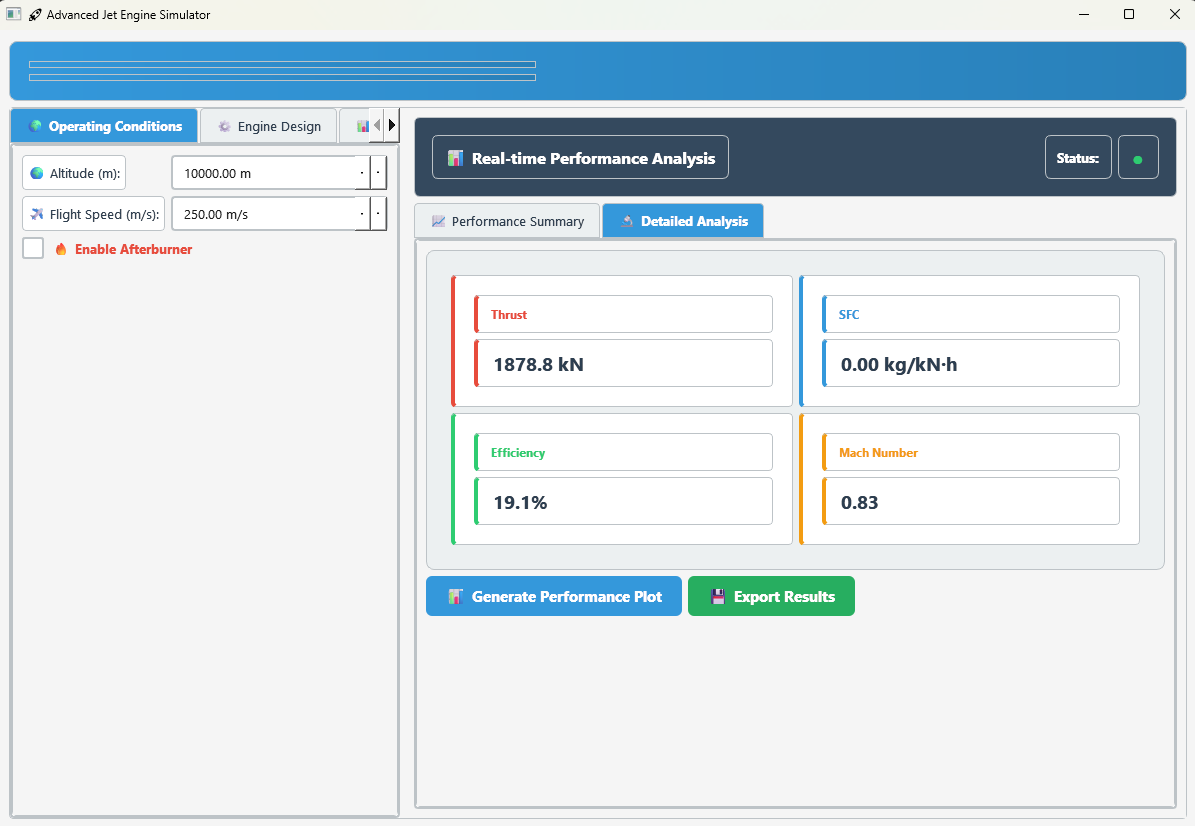 Advanced Jet Engine Simulator
Operating Conditions
Engine Design
Altitude (m):
10000.00 m
Flight Speed (m/s):
250.00 m/s
Enable Afterburner
Real-time Performance Analysis
Status:
Performance Summary
Detailed Analysis
Thrust
1878.8 kN
SFC
0.00 kg/kN·h
Efficiency
19.1%
Mach Number
0.83
Generate Performance Plot
Export Results